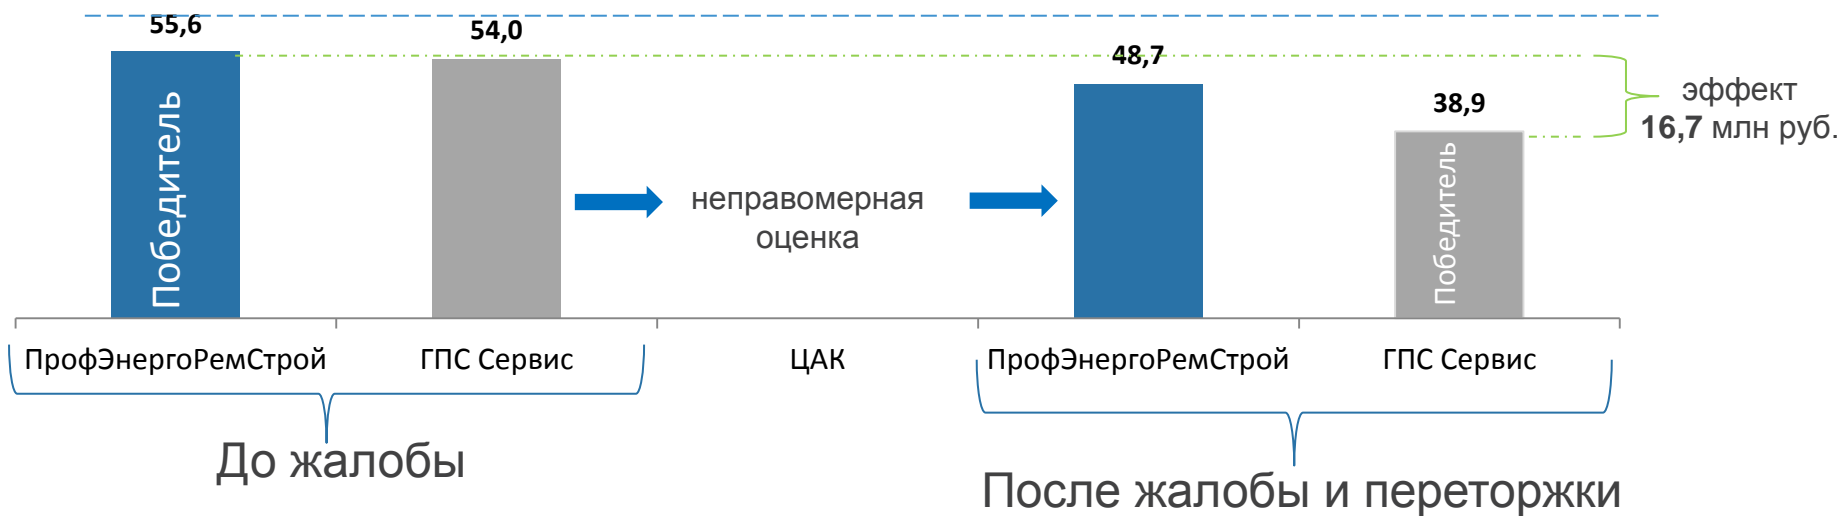 55,6
54,0
48,7
38,9
эффект
16,7 млн руб.
Победитель
неправомерная
оценка
Победитель
ПрофЭнергоРемСтрой
ГПС Сервис
ЦАК
ПрофЭнергоРемСтрой
ГПС Сервис
До жалобы
После жалобы и переторжки